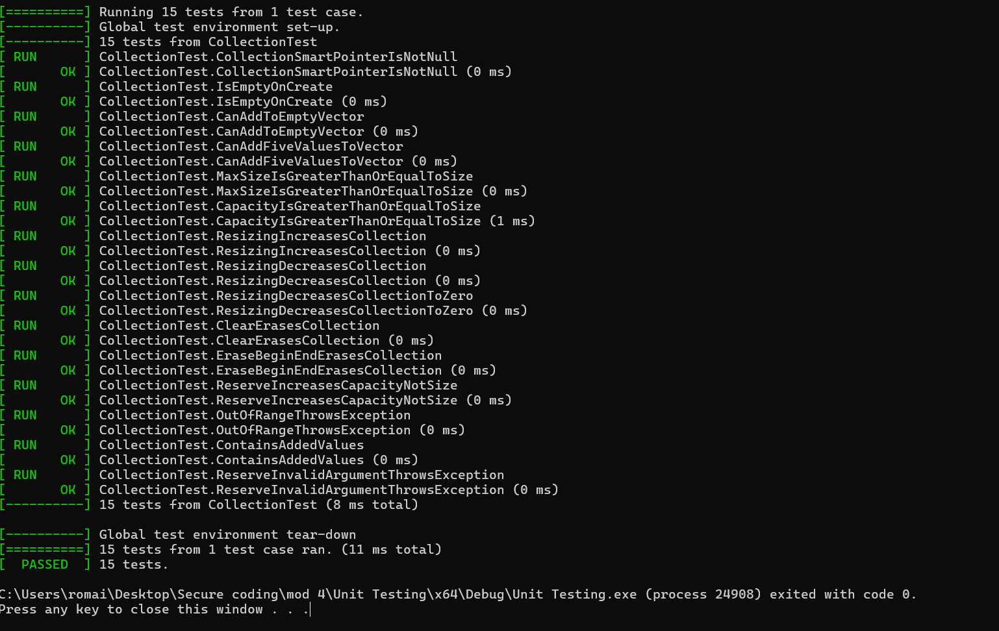 [==========] Running 15 tests from 1 test case.
[----------] Global test environment set-up.
[----------] 15 tests from CollectionTest
[ RUN      ] CollectionTest.CollectionSmartPointerIsNotNull
[       OK ] CollectionTest.CollectionSmartPointerIsNotNull (0 ms)
[ RUN      ] CollectionTest.IsEmptyOnCreate
[       OK ] CollectionTest.IsEmptyOnCreate (0 ms)
[ RUN      ] CollectionTest.CanAddToEmptyVector
[       OK ] CollectionTest.CanAddToEmptyVector (0 ms)
[ RUN      ] CollectionTest.CanAddFiveValuesToVector
[       OK ] CollectionTest.CanAddFiveValuesToVector (0 ms)
[ RUN      ] CollectionTest.MaxSizeIsGreaterThanOrEqualToSize
[       OK ] CollectionTest.MaxSizeIsGreaterThanOrEqualToSize (0 ms)
[ RUN      ] CollectionTest.CapacityIsGreaterThanOrEqualToSize
[       OK ] CollectionTest.CapacityIsGreaterThanOrEqualToSize (1 ms)
[ RUN      ] CollectionTest.ResizingIncreasesCollection
[       OK ] CollectionTest.ResizingIncreasesCollection (0 ms)
[ RUN      ] CollectionTest.ResizingDecreasesCollection
[       OK ] CollectionTest.ResizingDecreasesCollection (0 ms)
[ RUN      ] CollectionTest.ResizingDecreasesCollectionToZero
[       OK ] CollectionTest.ResizingDecreasesCollectionToZero (0 ms)
[ RUN      ] CollectionTest.ClearErasesCollection
[       OK ] CollectionTest.ClearErasesCollection (0 ms)
[ RUN      ] CollectionTest.EraseBeginEndErasesCollection
[       OK ] CollectionTest.EraseBeginEndErasesCollection (0 ms)
[ RUN      ] CollectionTest.ReserveIncreasesCapacityNotSize
[       OK ] CollectionTest.ReserveIncreasesCapacityNotSize (0 ms)
[ RUN      ] CollectionTest.OutOfRangeThrowsException
[       OK ] CollectionTest.OutOfRangeThrowsException (0 ms)
[ RUN      ] CollectionTest.ContainsAddedValues
[       OK ] CollectionTest.ContainsAddedValues (0 ms)
[ RUN      ] CollectionTest.ReserveInvalidArgumentThrowsException
[       OK ] CollectionTest.ReserveInvalidArgumentThrowsException (0 ms)
[----------] 15 tests from CollectionTest (8 ms total)
[----------] Global test environment tear-down
[==========] 15 tests from 1 test case ran. (11 ms total)
[  PASSED  ] 15 tests.
C:\Users\romai\Desktop\Secure coding\mod 4\Unit Testing\x64\Debug\Unit Testing.exe (process 24908) exited with code 0.
Press any key to close this window . . .